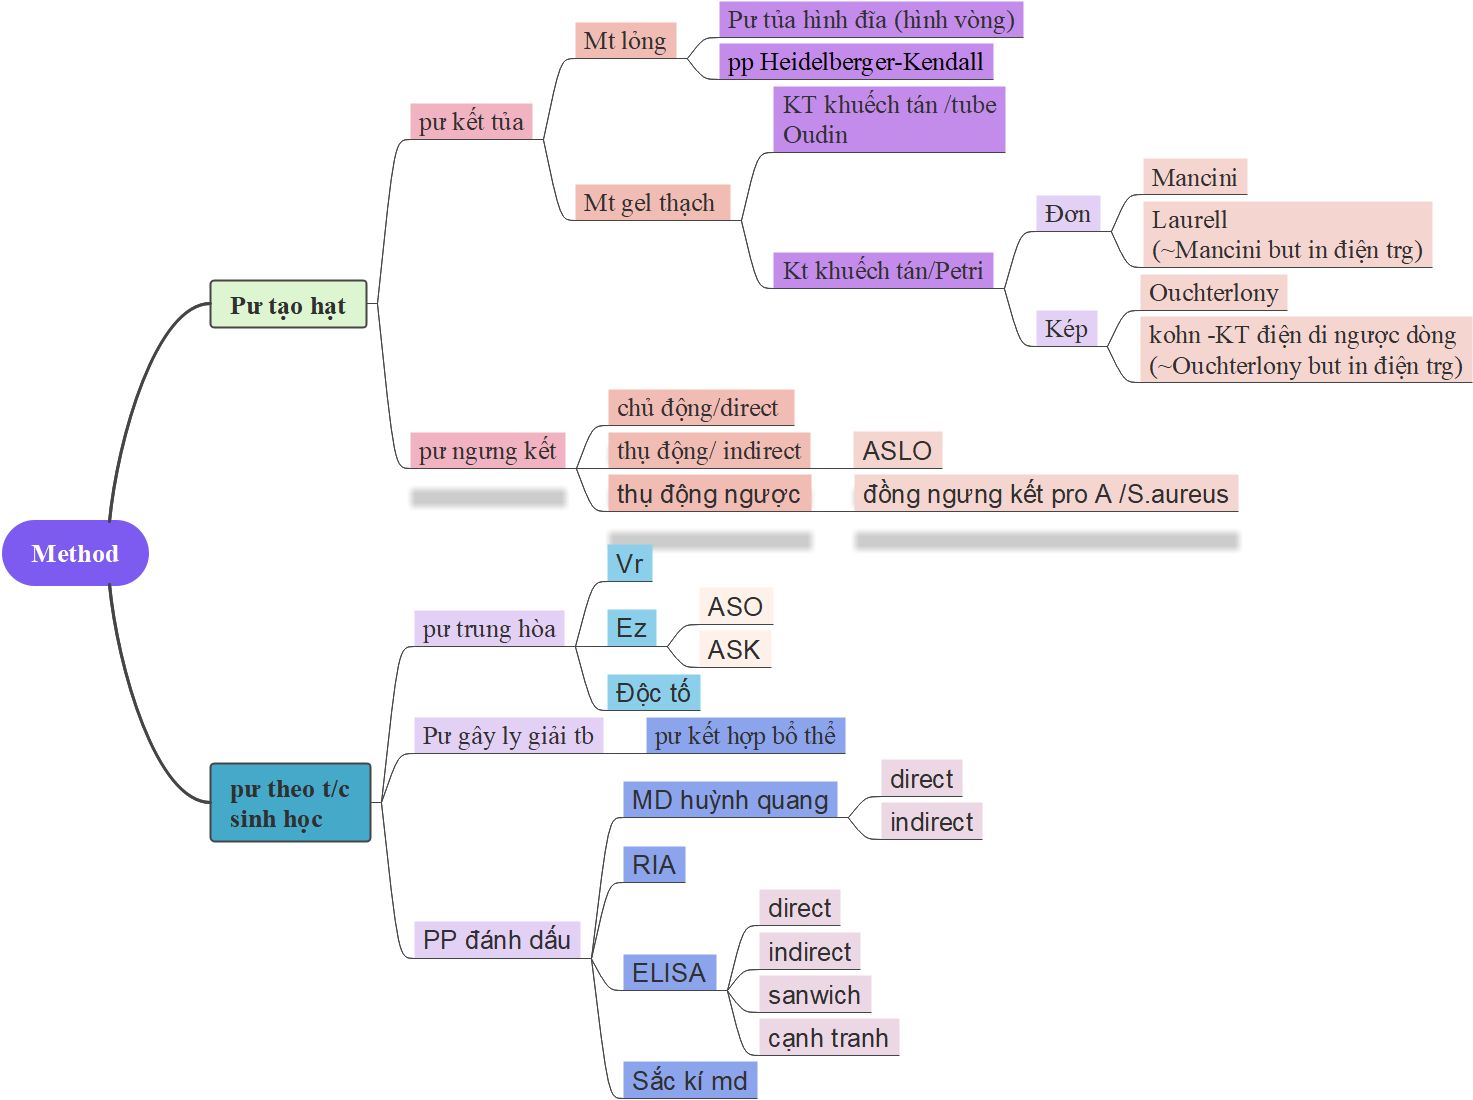 Method
Pư tạo hạt
pư kết tủa
Mt lỏng
Pư tủa hình đĩa (hình vòng)
pp Heidelberger-Kendall
Mt gel thạch
KT khuếch tán /tube
Oudin
Kt khuếch tán/Petri
Đơn
Mancini
Laurell
(~Mancini but in điện trg)
Kép
Ouchterlony
kohn -KT điện di ngược dòng
(~Ouchterlony but in điện trg)
pư ngưng kết
chủ động/direct
thụ động/ indirect
ASLO
thụ động ngược
đồng ngưng kết pro A /S.aureus
pư theo t/c
sinh học
pư trung hòa
Vr
Ez
ASO
ASK
Độc tố
Pư gây ly giải tb
pư kết hợp bổ thể
PP đánh dấu
MD huỳnh quang
direct
indirect
RIA
ELISA
direct
indirect
sanwich
cạnh tranh
Sắc kí md